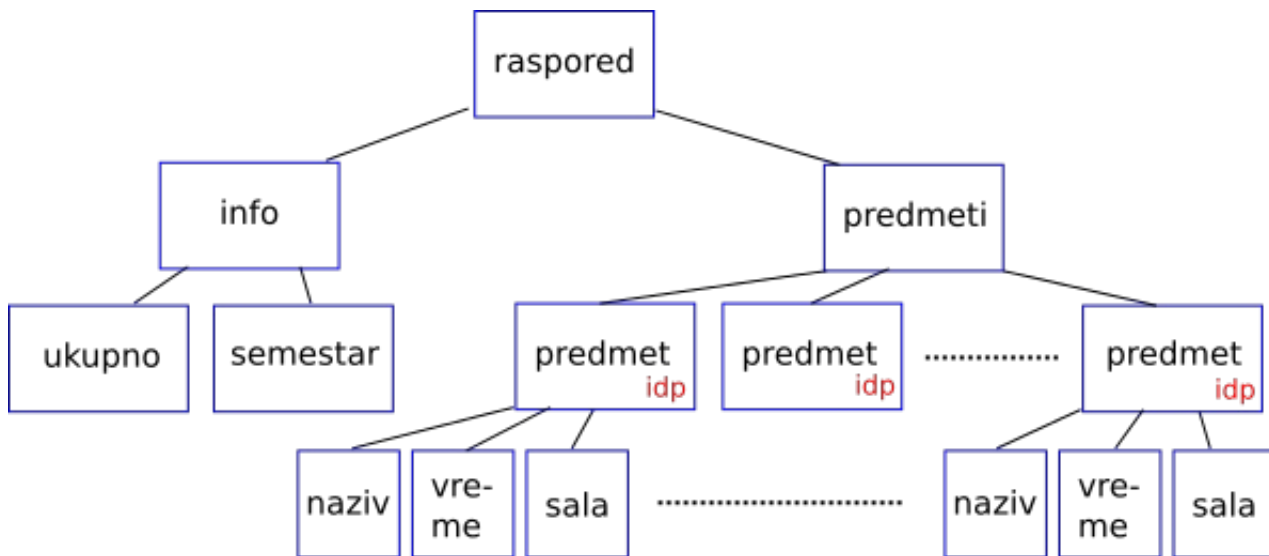 raspored
info
predmeti
ukupno
semestar
predmet
idp
predmet
idp
predmet
idp
naziv
vre-
me
sala
naziv
vre-
me
sala